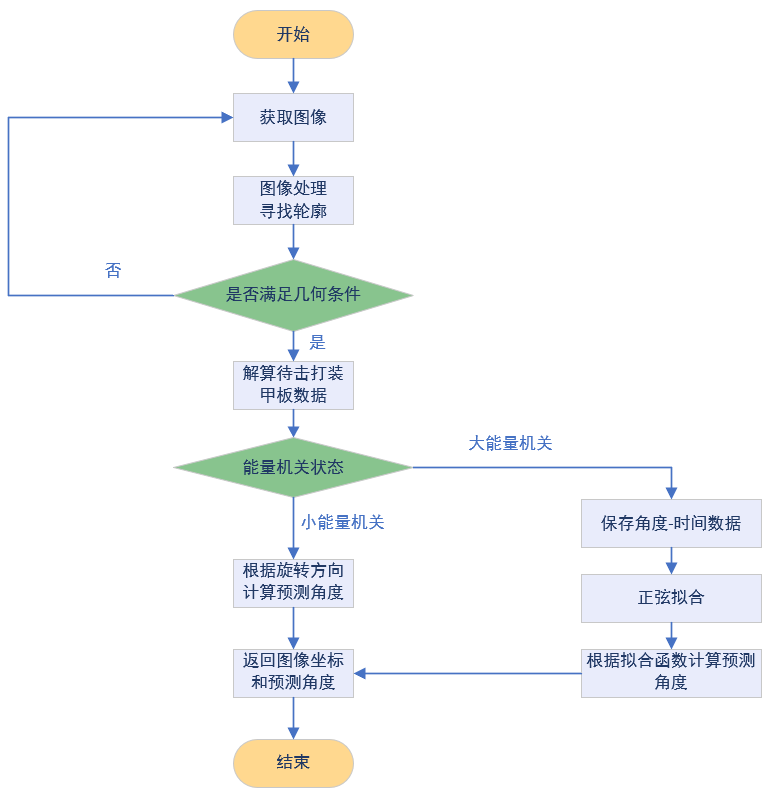 开始
获取图像
图像处理
寻找轮廓
否
是否满足几何条件
是
解算待击打装
甲板数据
大能量机关
能量机关状态
小能量机关
保存角度-时间数据
根据旋转方向
计算预测角度
正弦拟合
返回图像坐标
和预测角度
根据拟合函数计算预测
角度
结束